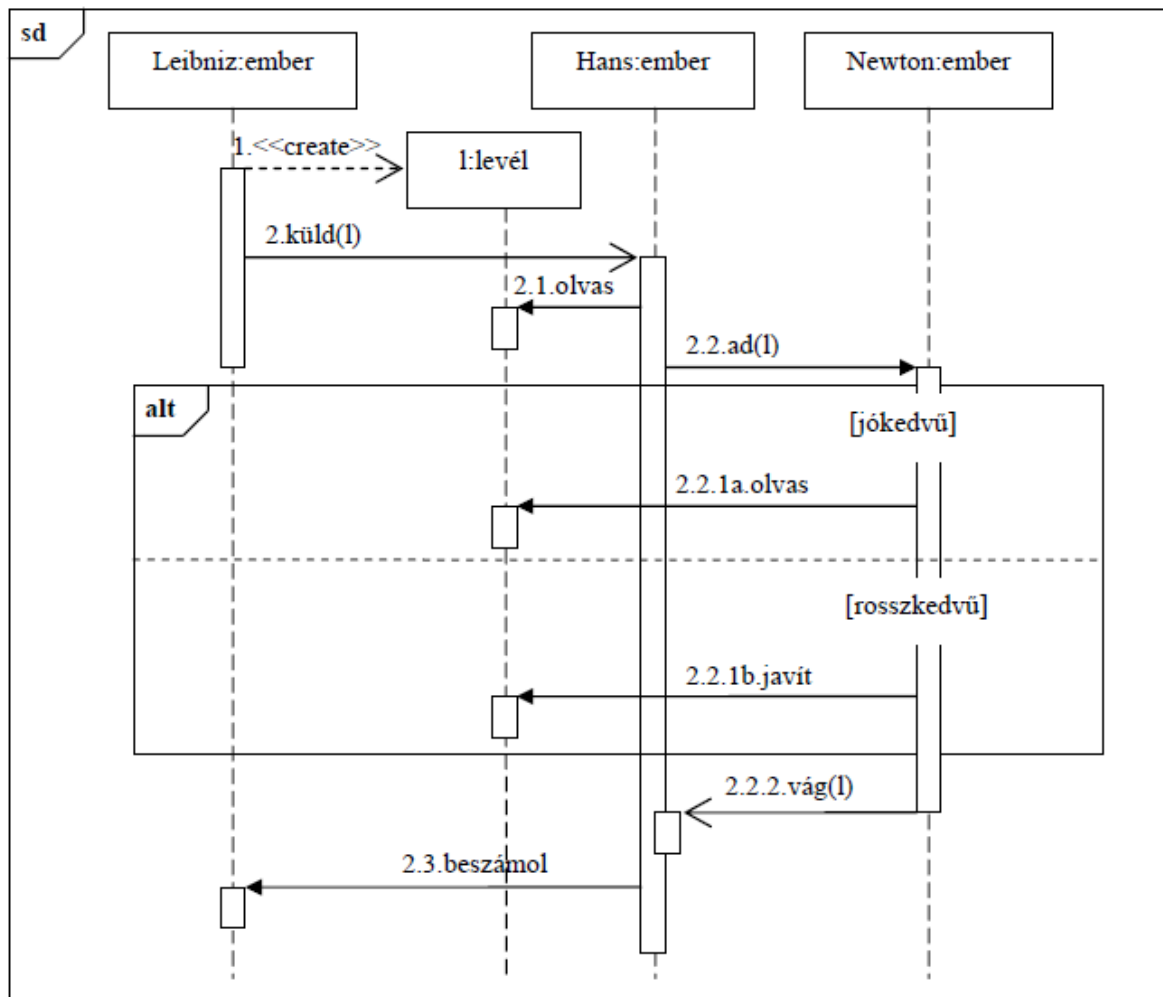 sd
Leibniz:ember
Hans:ember
Newton:ember
1.<<create>>
l:levél
2.küld(l)
2.1.olvas
2.2.ad(l)
alt
[jókedvű]
2.2.1a.olvas
[rosszkedvű]
2.2.1b.javít
2.2.2.vág(l)
2.3.beszámol